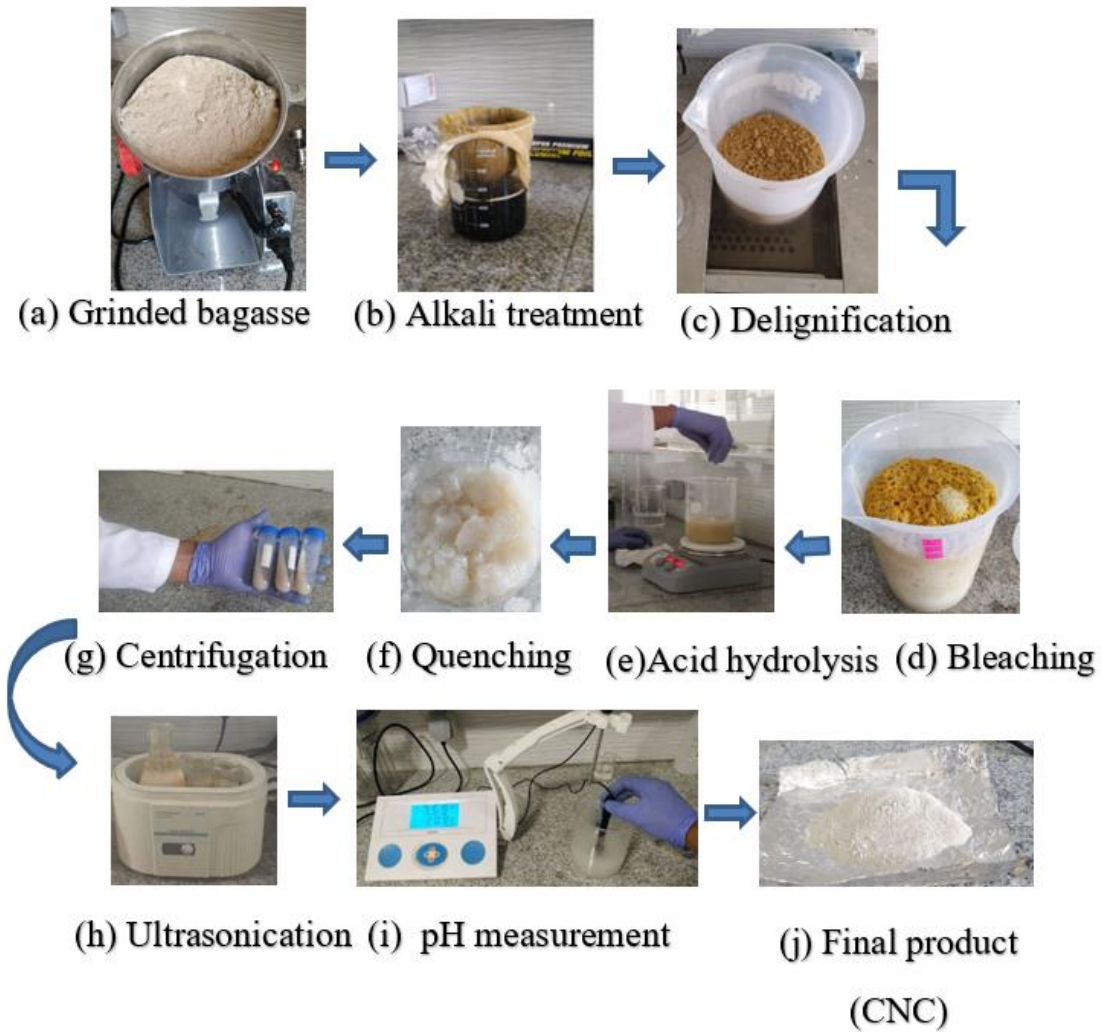 (a) Grinded bagasse
(b) Alkali treatment
(c) Delignification
(g) Centrifugation
(f) Quenching
(e)Acid hydrolysis
(d) Bleaching
(h) Ultrasonication
(i) pH measurement
(j) Final product
(CNC)